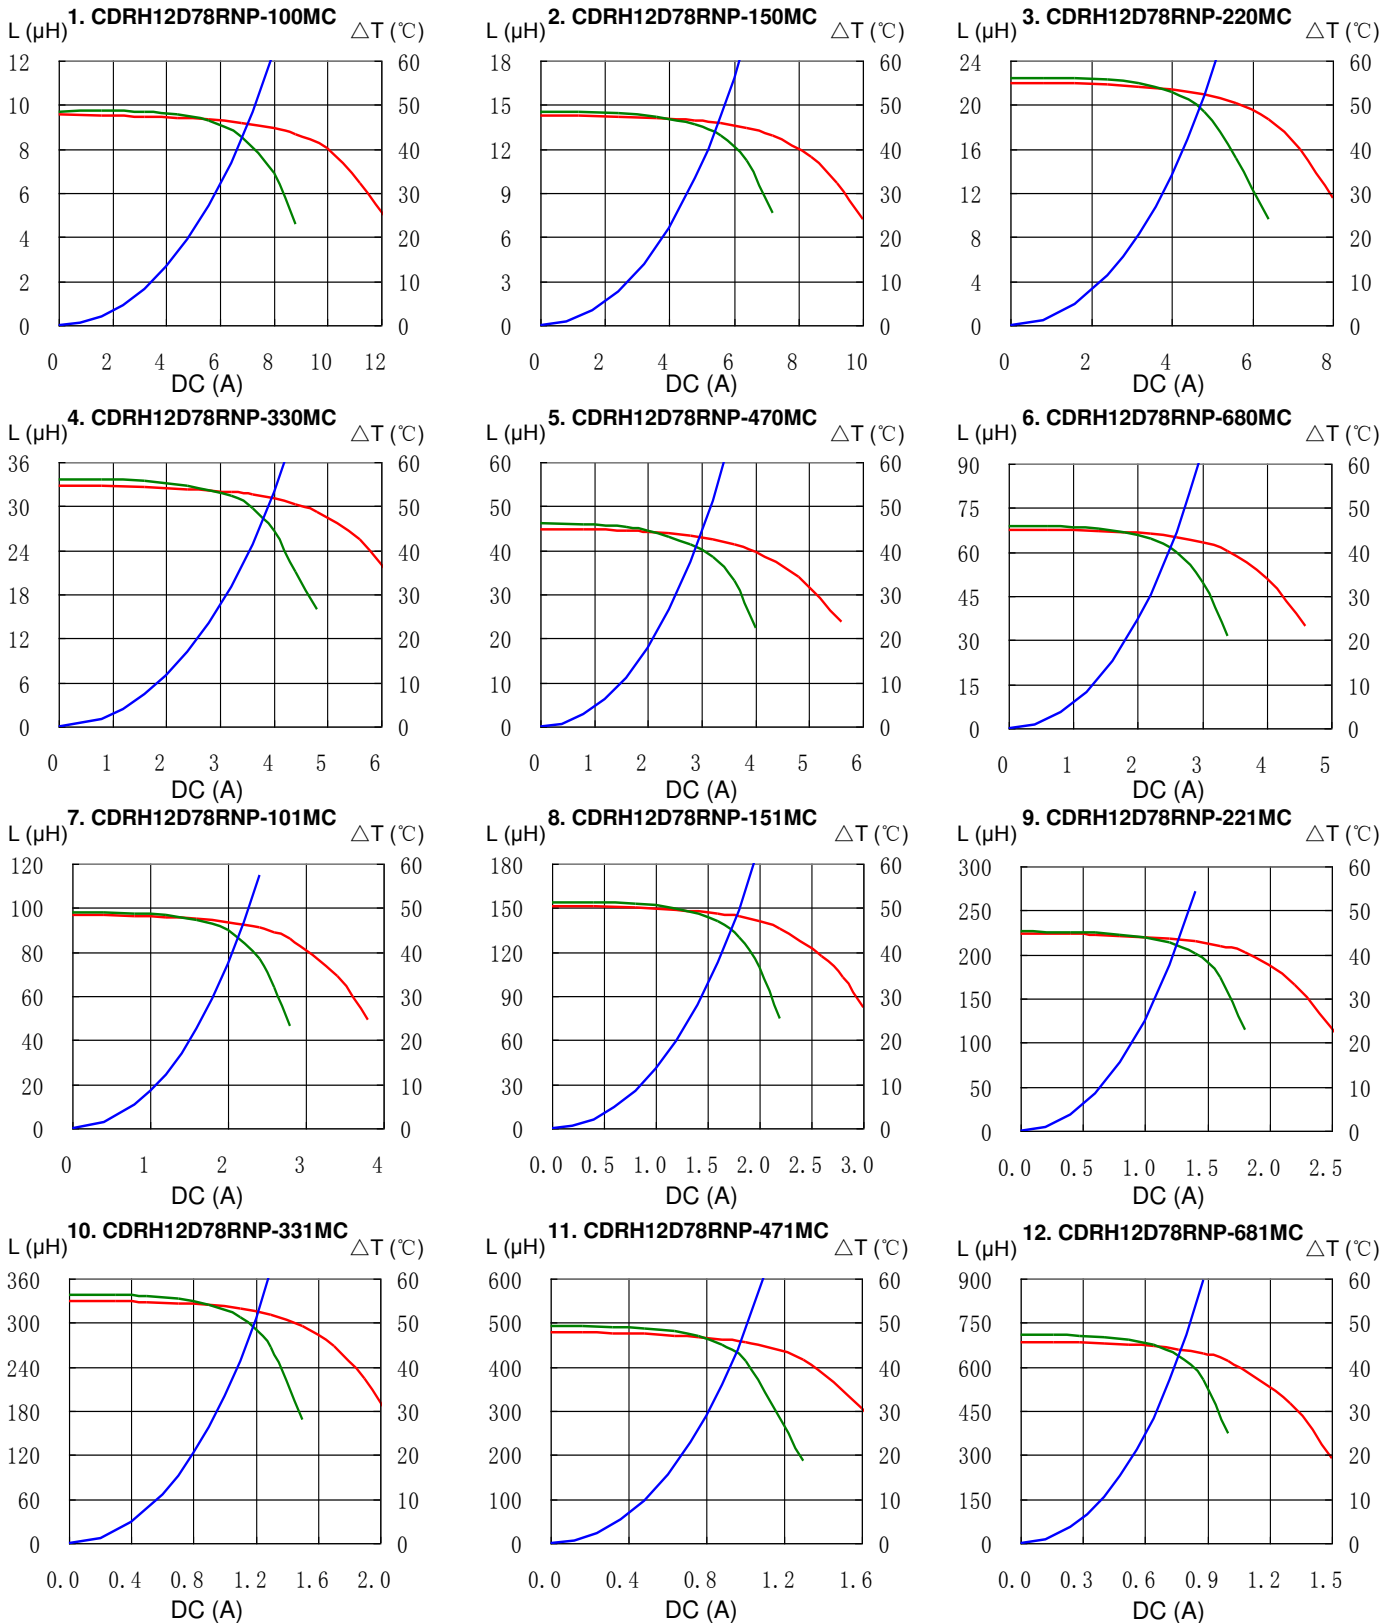 1. CDRH12D78RNP-100MC
L (µH) △T (℃)
12 60
10 50
8 40
6 30
4 20
2 10
0 0
0 2 4 6 8 10 12
DC (A)
2. CDRH12D78RNP-150MC
L (µH) △T (℃)
18 60
15 50
12 40
9 30
6 20
3 10
0 0
0 2 4 6 8 10
DC (A)
3. CDRH12D78RNP-220MC
L (µH) △T (℃)
24 60
20 50
16 40
12 30
8 20
4 10
0 0
0 2 4 6 8
DC (A)
4. CDRH12D78RNP-330MC
L (µH) △T (℃)
36 60
30 50
24 40
18 30
12 20
6 10
0 0
0 1 2 3 4 5 6
DC (A)
5. CDRH12D78RNP-470MC
L (µH) △T (℃)
60 60
50 50
40 40
30 30
20 20
10 10
0 0
0 1 2 3 4 5 6
DC (A)
6. CDRH12D78RNP-680MC
L (µH) △T (℃)
90 60
75 50
60 40
45 30
30 20
15 10
0 0
0 1 2 3 4 5
DC (A)
7. CDRH12D78RNP-101MC
L (µH) △T (℃)
120 60
100 50
80 40
60 30
40 20
20 10
0 0
0 1 2 3 4
DC (A)
8. CDRH12D78RNP-151MC
L (µH) △T (℃)
180 60
150 50
120 40
90 30
60 20
30 10
0 0
0.0 0.5 1.0 1.5 2.0 2.5 3.0
DC (A)
9. CDRH12D78RNP-221MC
L (µH) △T (℃)
300 60
250 50
200 40
150 30
100 20
50 10
0 0
0.0 0.5 1.0 1.5 2.0 2.5
DC (A)
10. CDRH12D78RNP-331MC
L (µH) △T (℃)
360 60
300 50
240 40
180 30
120 20
60 10
0 0
0.0 0.4 0.8 1.2 1.6 2.0
DC (A)
11. CDRH12D78RNP-471MC
L (µH) △T (℃)
600 60
500 50
400 40
300 30
200 20
100 10
0 0
0.0 0.4 0.8 1.2 1.6
DC (A)
12. CDRH12D78RNP-681MC
L (µH) △T (℃)
900 60
750 50
600 40
450 30
300 20
150 10
0 0
0.0 0.3 0.6 0.9 1.2 1.5
DC (A)